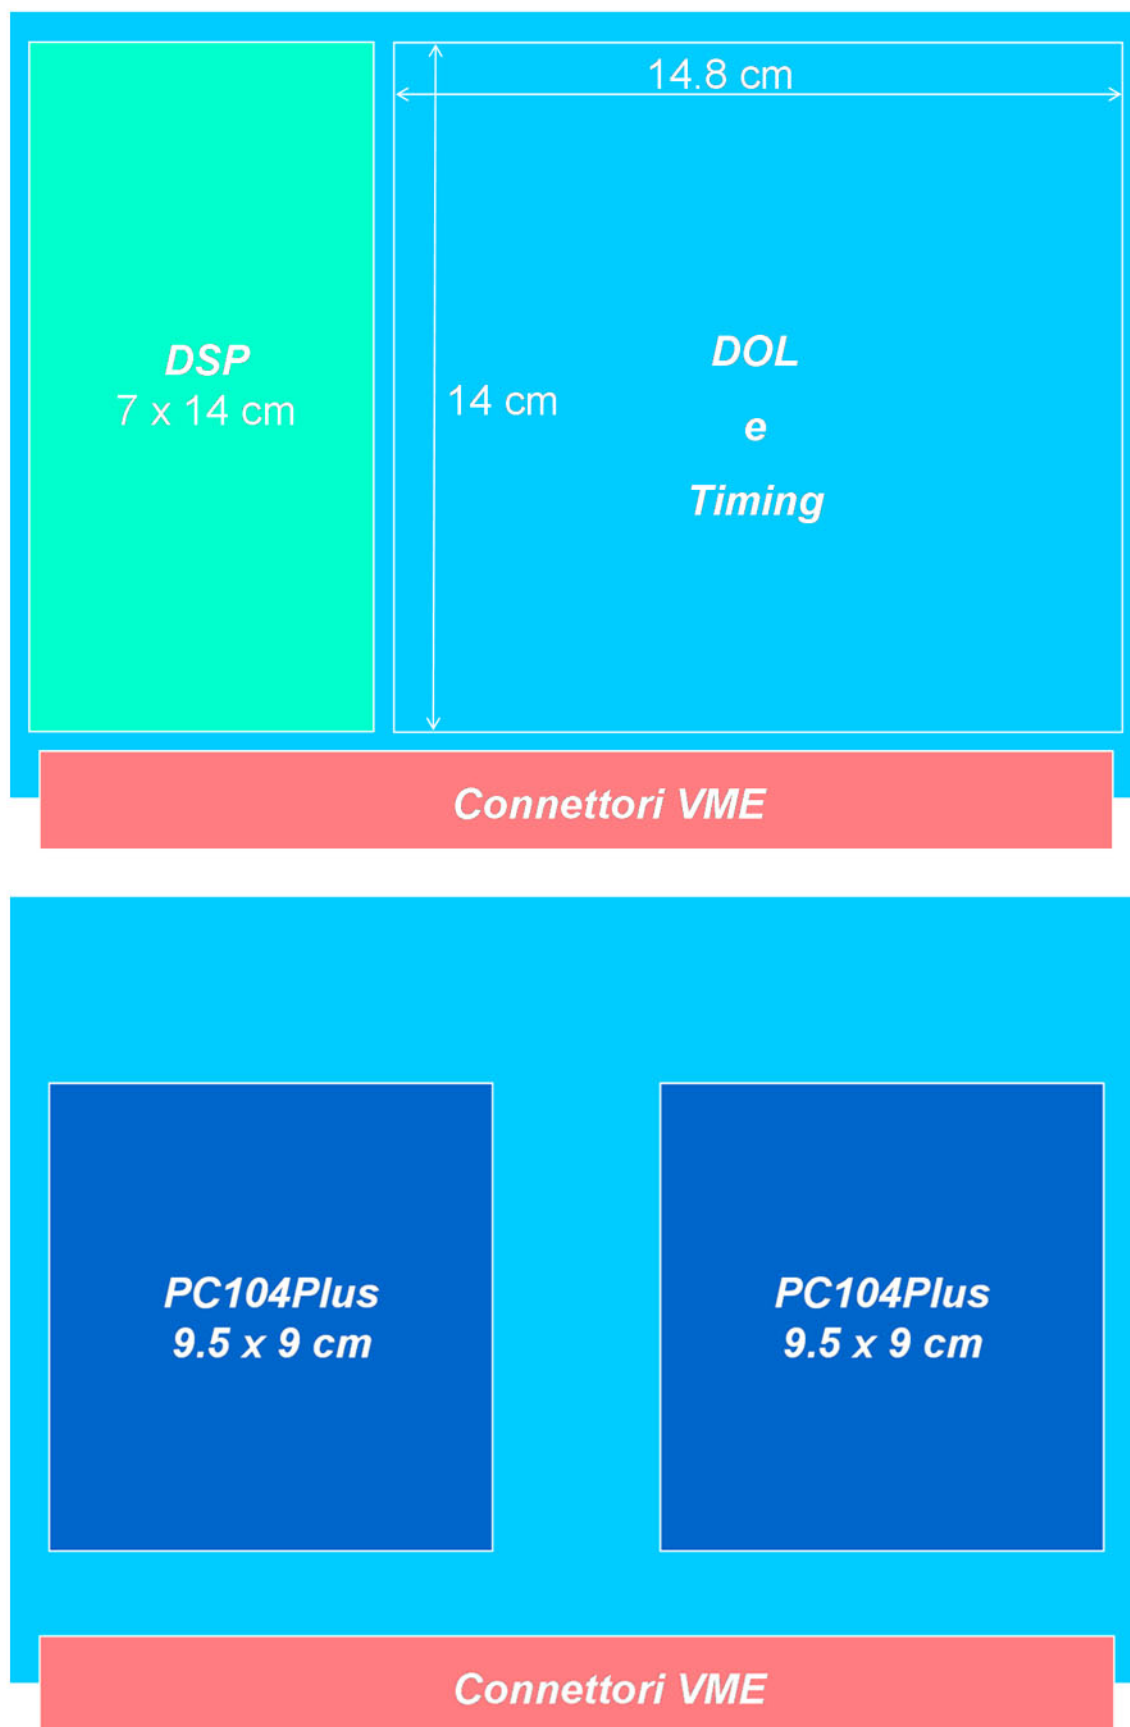 14.8 cm
DSP
7 x 14 cm
14 cm
DOL
e
Timing
Connettori VME
PC104Plus
9.5 x 9 cm
PC104Plus
9.5 x 9 cm
Connettori VME